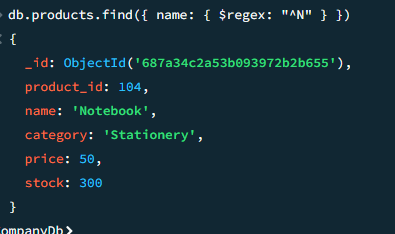 db.products.find({ name: { $regex: "^N" } })
{
_id: ObjectId('687a34c2a53b093972b2b655'),
product_id: 104,
name: 'Notebook',
category: 'Stationery',
price: 50,
stock: 300
}
ompanyDb>